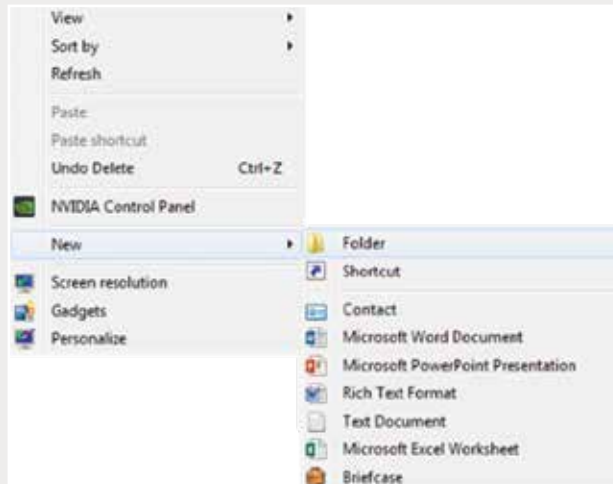 View
Sort by
Refresh
Paste
Paste shortcut
Undo Delete Ctrl+Z
NVIDIA Control Panel
New
Screen resolution
Gadgets
Personalize
Folder
Shortcut
Contact
Microsoft Word Document
Microsoft PowerPoint Presentation
Rich Text Format
Text Document
Microsoft Excel Worksheet
Briefcase